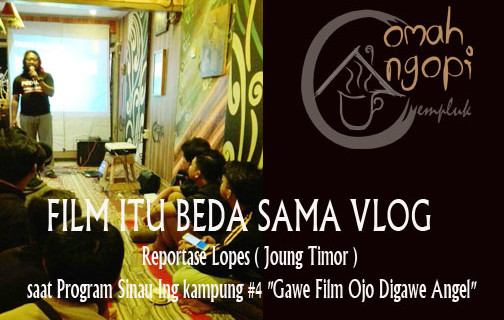 omah
ngopi
nyempluk
FILM ITU BEDA SAMA VLOG
Reportase Lopes ( Joung Timor )
saat Program Sinau Ing kampung #4 "Gawe Film Ojo Digawe Angel"